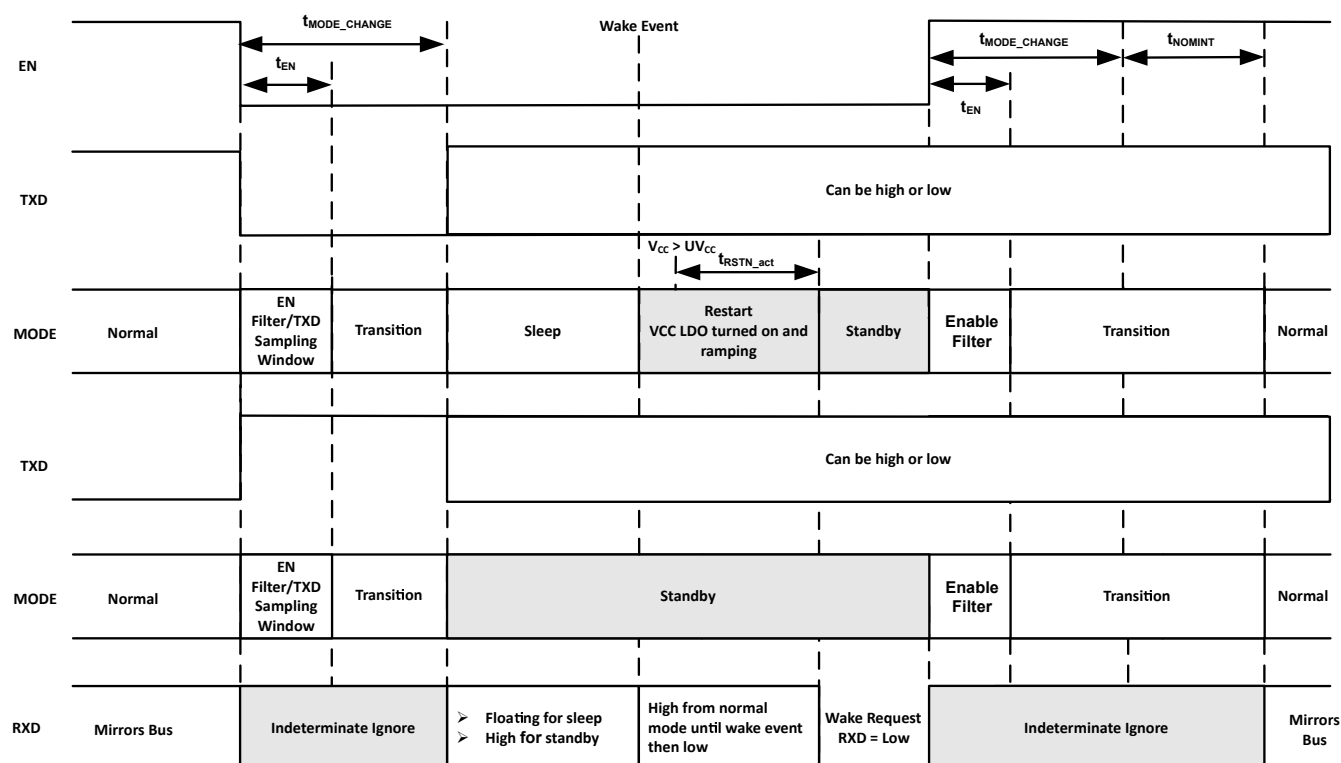 tMODE_CHANGE
Wake Event
tMODE_CHANGE
tNOMINT
EN
tEN
tEN
TXD
Can be high or low
VCC > UVCC
tRSTN_act
MODE
Normal
EN
Filter/TXD
Sampling
Window
Transition
Sleep
Restart
VCC LDO turned on and
ramping
Standby
Enable
Filter
Transition
Normal
TXD
Can be high or low
MODE
Normal
EN
Filter/TXD
Sampling
Window
Transition
Standby
Enable
Filter
Transition
Normal
RXD
Mirrors Bus
Indeterminate Ignore
➢ Floating for sleep
➢ High for standby
High from normal
mode until wake event
then low
Wake Request
RXD = Low
Indeterminate Ignore
Mirrors
Bus